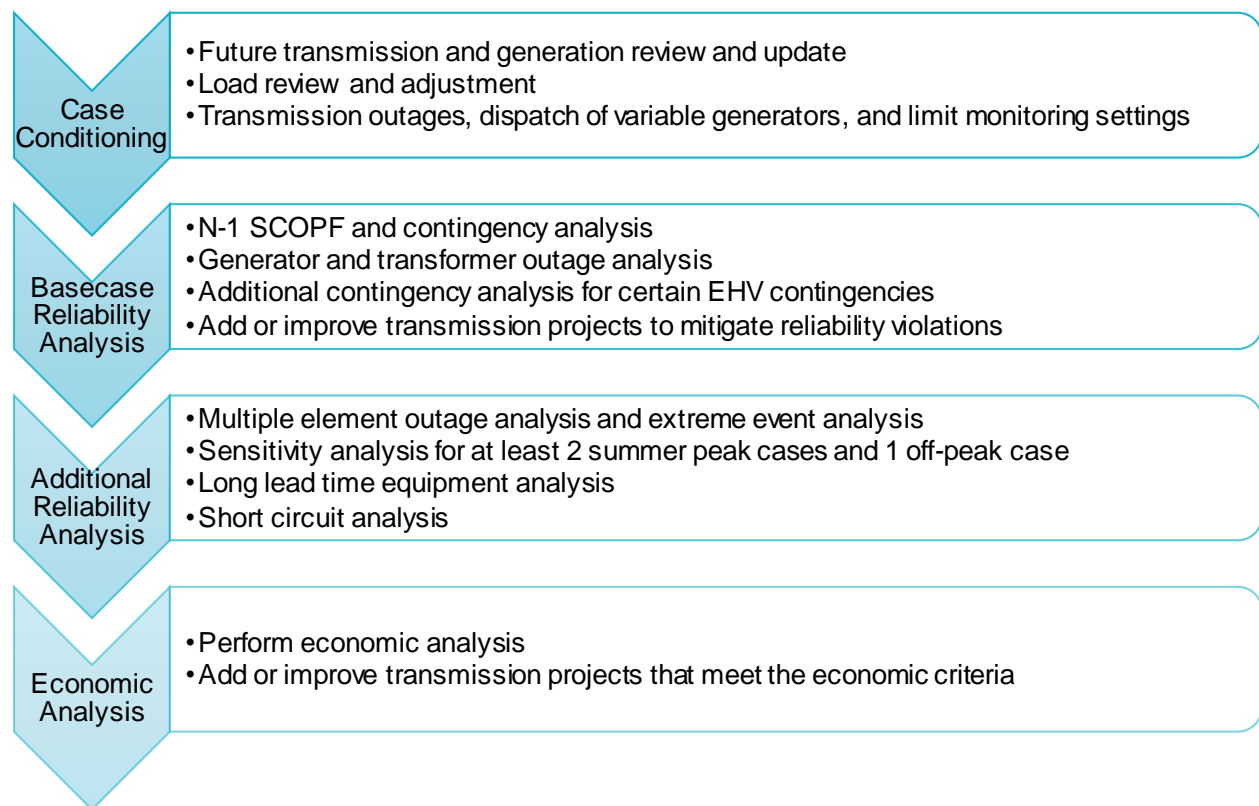 Case
Conditioning
•Future transmission and generation review and update
•Load review and adjustment
•Transmission outages, dispatch of variable generators, and limit monitoring settings
Basecase
Reliability
Analysis
•N-1 SCOPF and contingency analysis
•Generator and transformer outage analysis
•Additional contingency analysis for certain EHV contingencies
•Add or improve transmission projects to mitigate reliability violations
Additional
Reliability
Analysis
•Multiple element outage analysis and extreme event analysis
•Sensitivity analysis for at least 2 summer peak cases and 1 off-peak case
•Long lead time equipment analysis
•Short circuit analysis
Economic
Analysis
•Perform economic analysis
•Add or improve transmission projects that meet the economic criteria